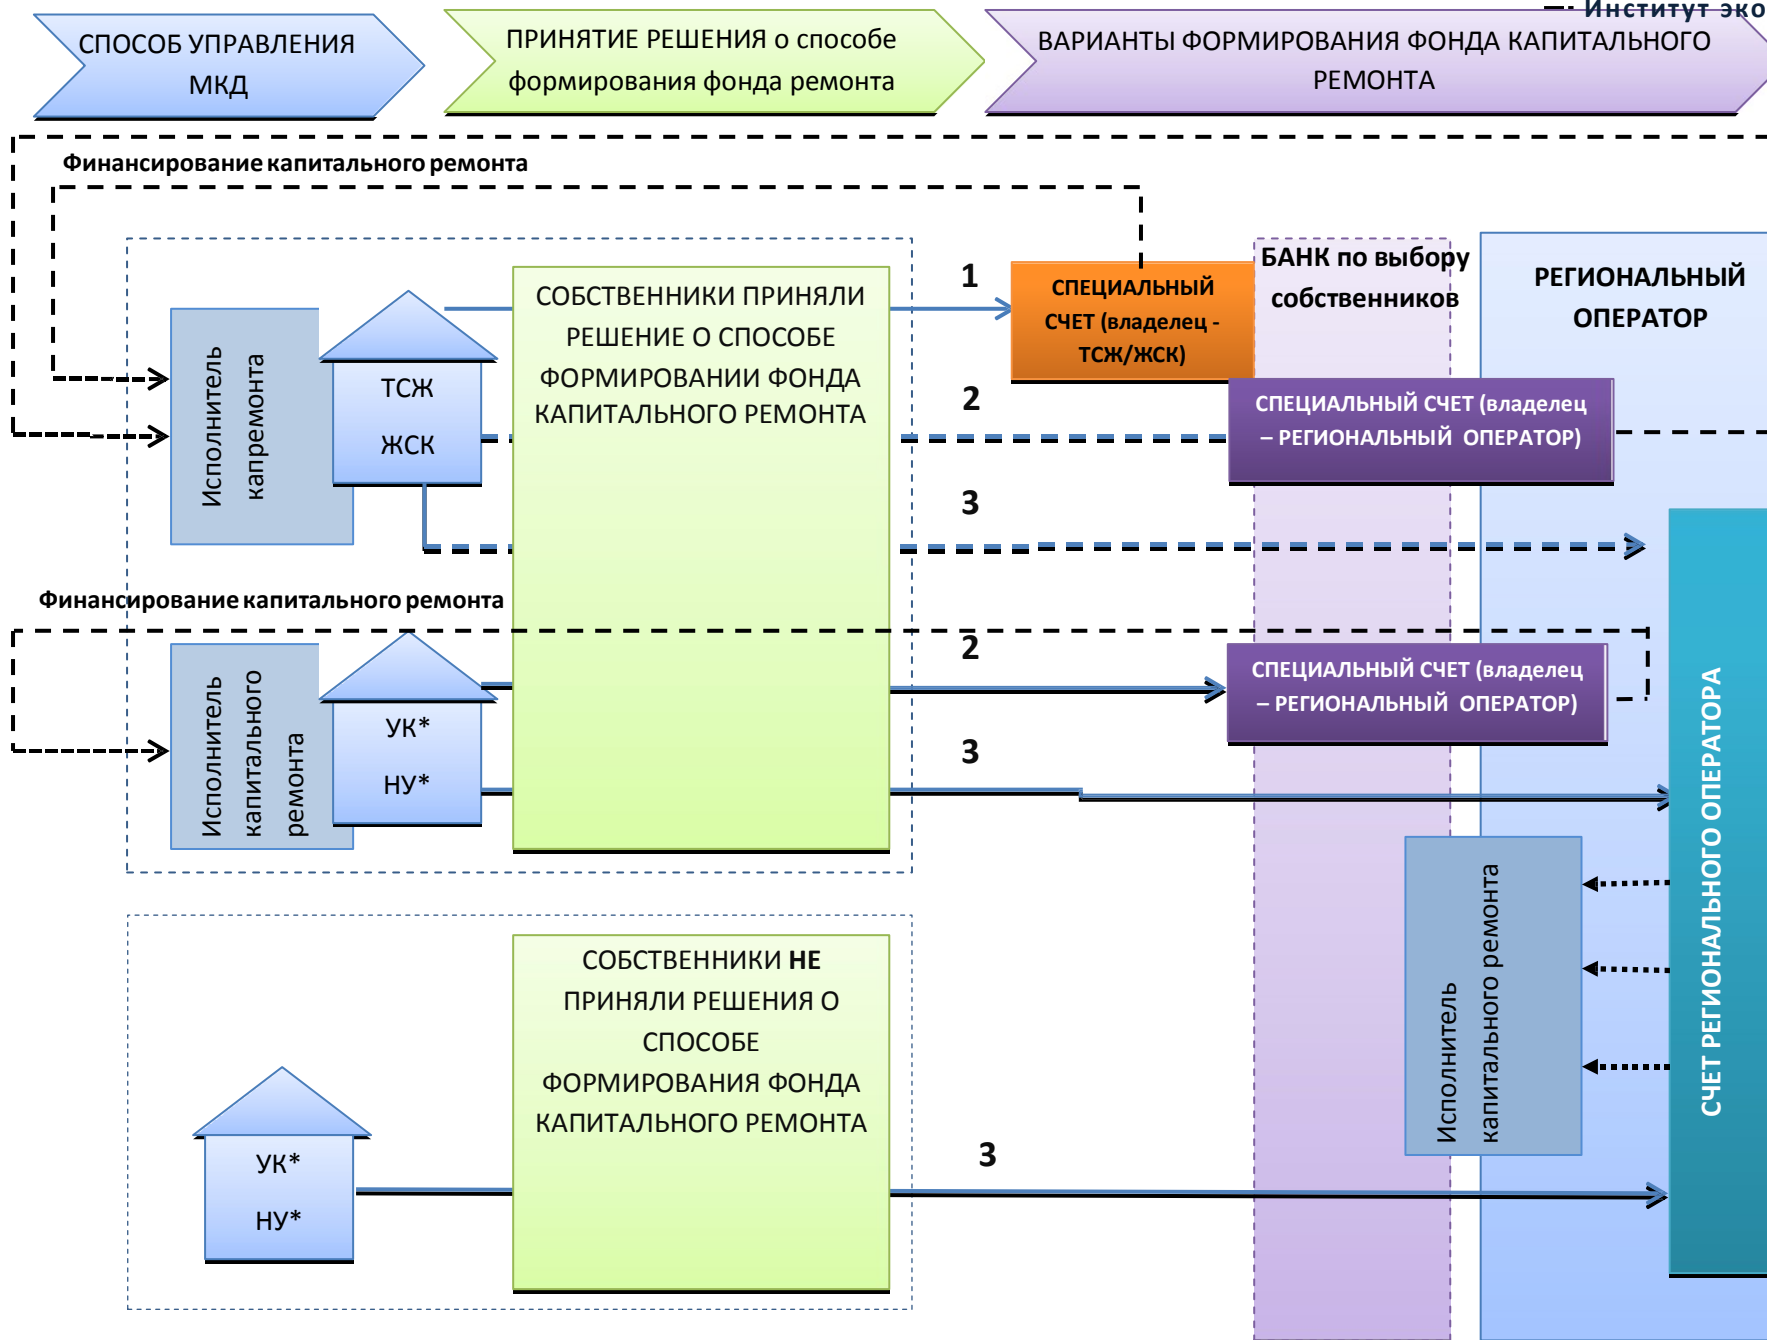 Институт эко
СПОСОБ УПРАВЛЕНИЯ
МКД
ПРИНЯТИЕ РЕШЕНИЯ о способе
формирования фонда ремонта
ВАРИАНТЫ ФОРМИРОВАНИЯ ФОНДА КАПИТАЛЬНОГО
РЕМОНТА
Финансирование капитального ремонта
Исполнитель
капремонта
ТСЖ
ЖСК
СОБСТВЕННИКИ ПРИНЯЛИ
РЕШЕНИЕ О СПОСОБЕ
ФОРМИРОВАНИИ ФОНДА
КАПИТАЛЬНОГО РЕМОНТА
1
СПЕЦИАЛЬНЫЙ
СЧЕТ (владелец -
ТСЖ/ЖСК)
БАНК по выбору
собственников
РЕГИОНАЛЬНЫЙ
ОПЕРАТОР
2
СПЕЦИАЛЬНЫЙ СЧЕТ (владелец
– РЕГИОНАЛЬНЫЙ ОПЕРАТОР)
3
Финансирование капитального ремонта
Исполнитель
капитального
ремонта
УК*
НУ*
2
СПЕЦИАЛЬНЫЙ СЧЕТ (владелец
– РЕГИОНАЛЬНЫЙ ОПЕРАТОР)
3
СЧЕТ РЕГИОНАЛЬНОГО ОПЕРАТОРА
Исполнитель
капитального ремонта
СОБСТВЕННИКИ НЕ
ПРИНЯЛИ РЕШЕНИЯ О
СПОСОБЕ
ФОРМИРОВАНИЯ ФОНДА
КАПИТАЛЬНОГО РЕМОНТА
УК*
НУ*
3